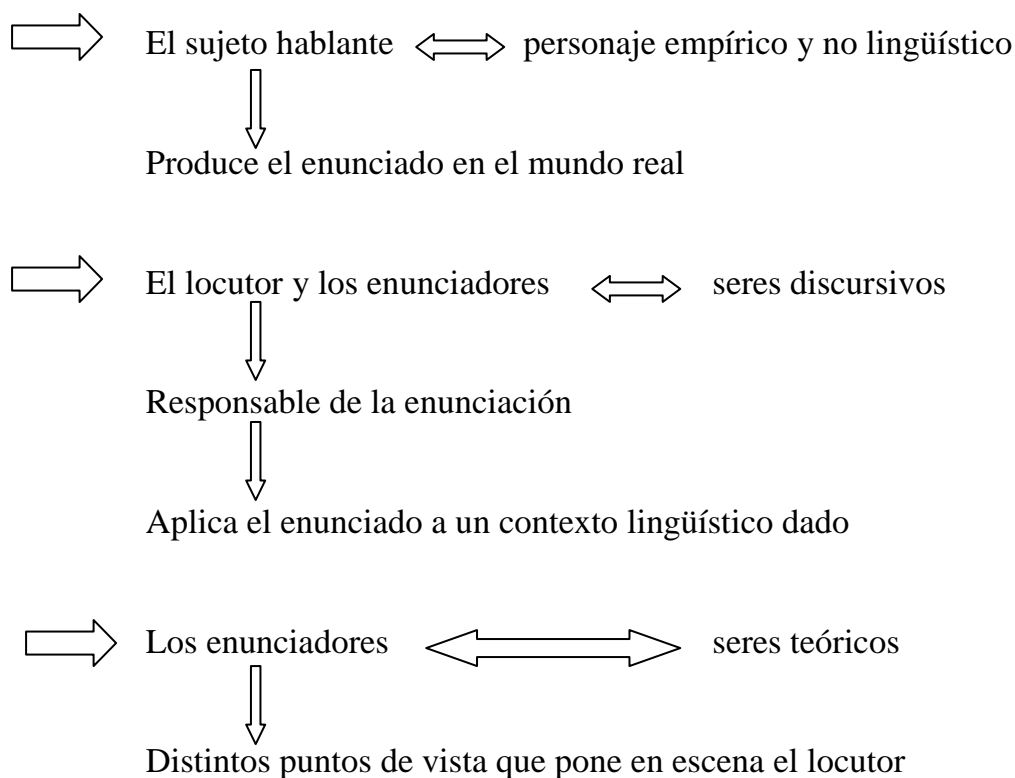 El sujeto hablante personaje empírico y no lingüístico
Produce el enunciado en el mundo real
El locutor y los enunciadores seres discursivos
Responsable de la enunciación
Aplica el enunciado a un contexto lingüístico dado
Los enunciadores seres teóricos
Distintos puntos de vista que pone en escena el locutor